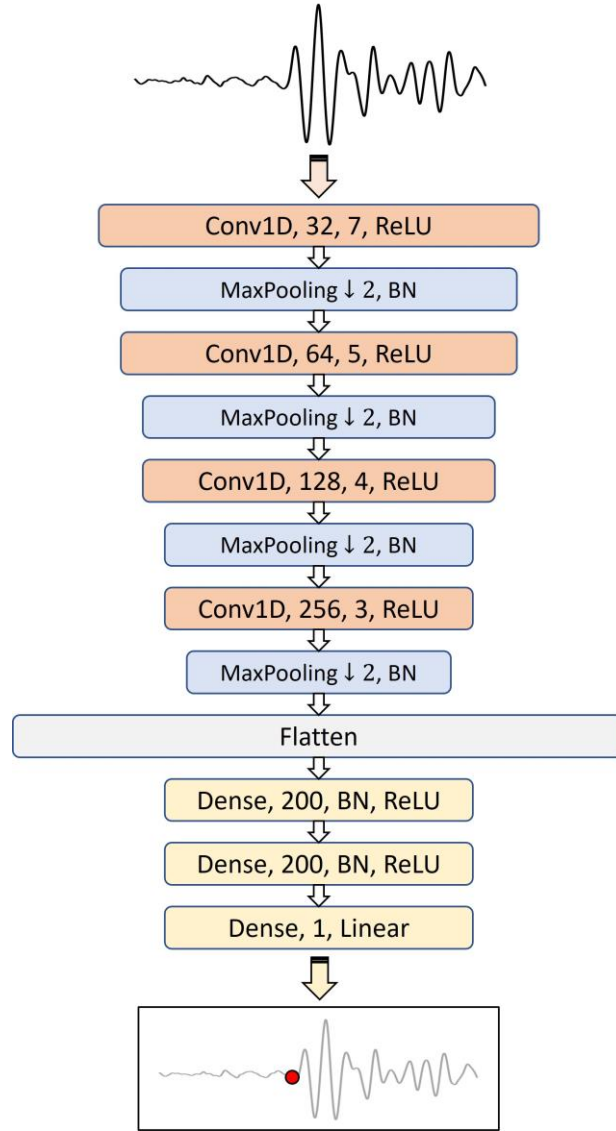 Conv1D, 32, 7, ReLU
MaxPooling ↓ 2, BN
Conv1D, 64, 5, ReLU
MaxPooling ↓ 2, BN
Conv1D, 128, 4, ReLU
MaxPooling ↓ 2, BN
Conv1D, 256, 3, ReLU
MaxPooling ↓ 2, BN
Flatten
Dense, 200, BN, ReLU
Dense, 200, BN, ReLU
Dense, 1, Linear